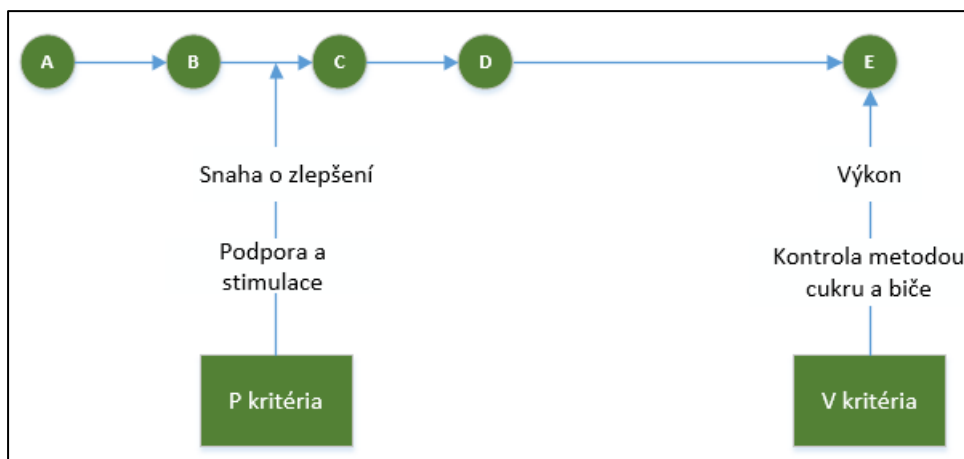 A
B
C
D
E
Snaha o zlepšení
Výkon
Podpora a
stimulace
Kontrola metodou
cukru a biče
P kritéria
V kritéria